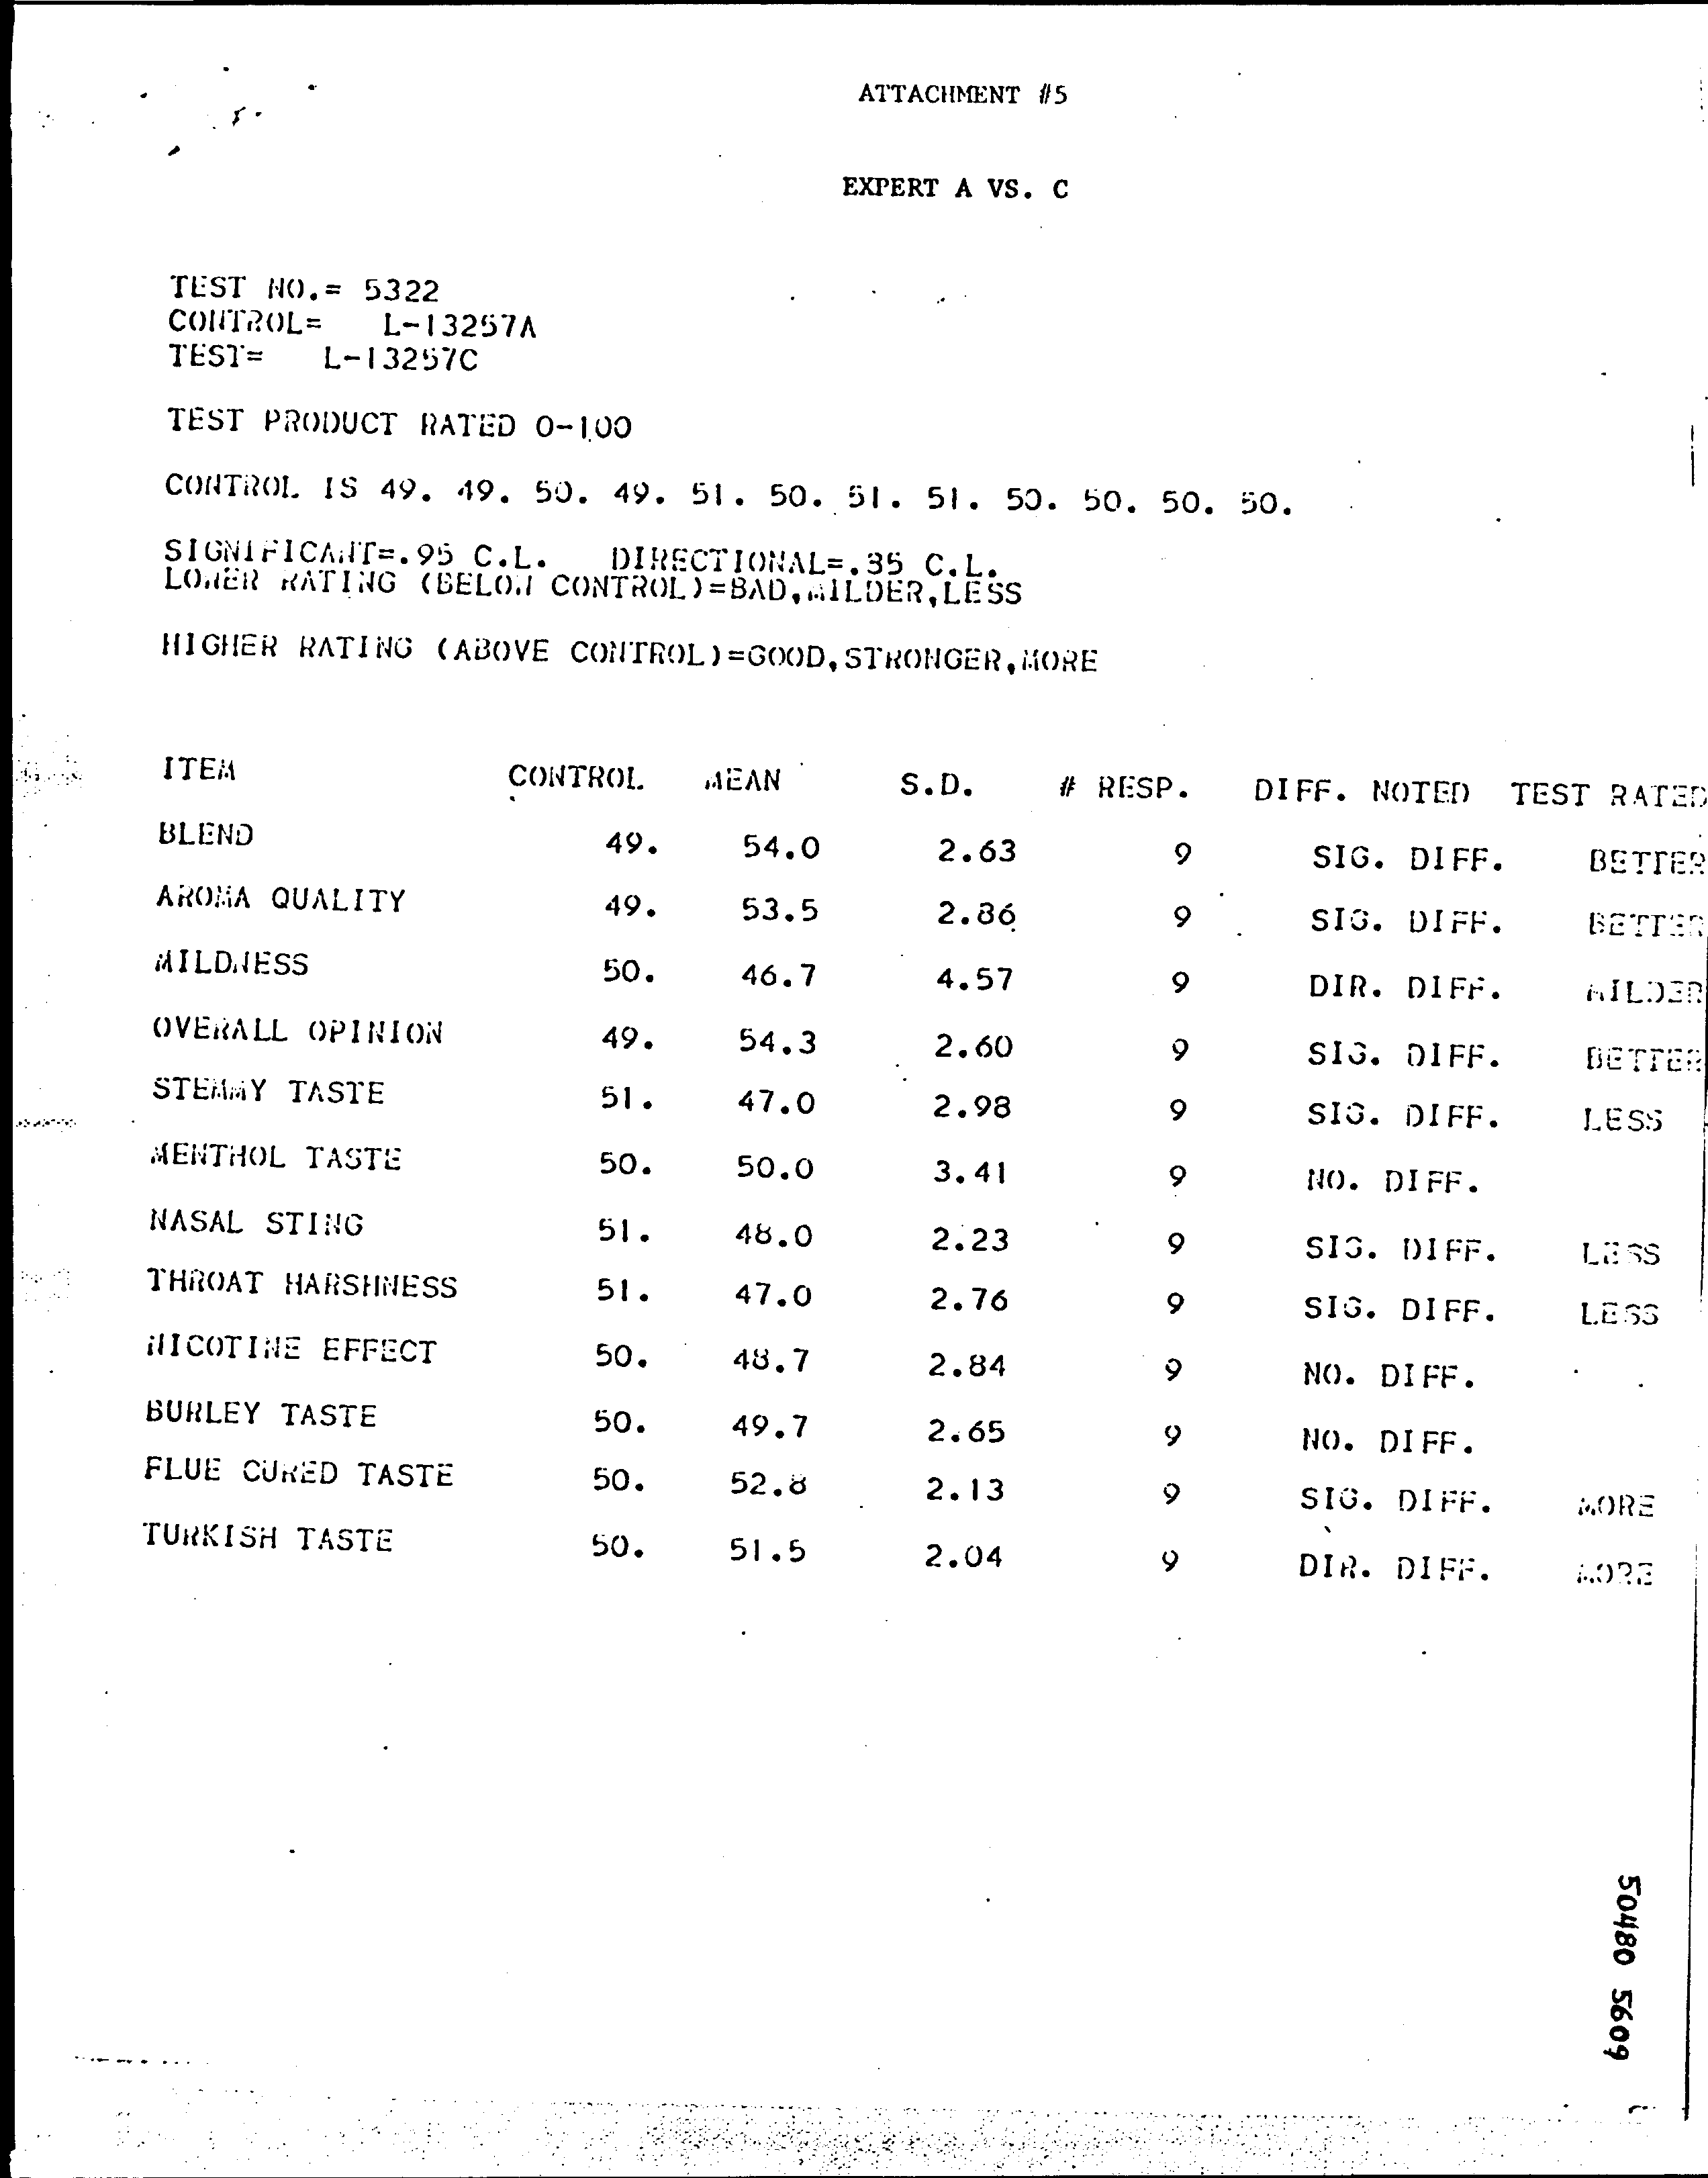 ATTACHMENT #5
EXPERT A VS. C
TEST NO.= 5322
CONTROL= L-13257A
TEST= L-13257C
TEST PRODUCT RATED 0-100
CONTROL IS 49. 49. 50. 49. 51. 50. 51. 51. 50. 50. 50. 50.
SIGNIFICANT=.95 C.L. DIRECTIONAL=.85 C.L.
LOWER RATING (BELOW CONTROL)=BAD,MILDER,LESS
HIGHER RATING (ABOVE CONTROL)=GOOD,STRONGER,MORE
ITEM CONTROL MEAN S.D. # RESP. DIFF. NOTED TEST RATED
BLEND 49. 54.0 2.63 9 SIG. DIFF. BETTER
AROMA QUALITY 49. 53.5 2.86 9 SIG. DIFF. BETTER
MILDNESS 50. 46.7 4.57 9 DIR. DIFF. MILDER
OVERALL OPINION 49. 54.3 2.60 9 SIG. DIFF. BETTER
STEMMY TASTE 51. 47.0 2.98 9 SIG. DIFF. LESS
MENTHOL TASTE 50. 50.0 3.41 9 NO. DIFF.
NASAL STING 51. 48.0 2.23 9 SIG. DIFF. LESS
THROAT HARSHNESS 51. 47.0 2.76 9 SIG. DIFF. LESS
NICOTINE EFFECT 50. 48.7 2.84 9 NO. DIFF.
BURLEY TASTE 50. 49.7 2.65 9 NO. DIFF.
FLUE CURED TASTE 50. 52.8 2.13 9 SIG. DIFF. MORE
TURKISH TASTE 50. 51.5 2.04 9 DIR. DIFF. MORE
50480 5609